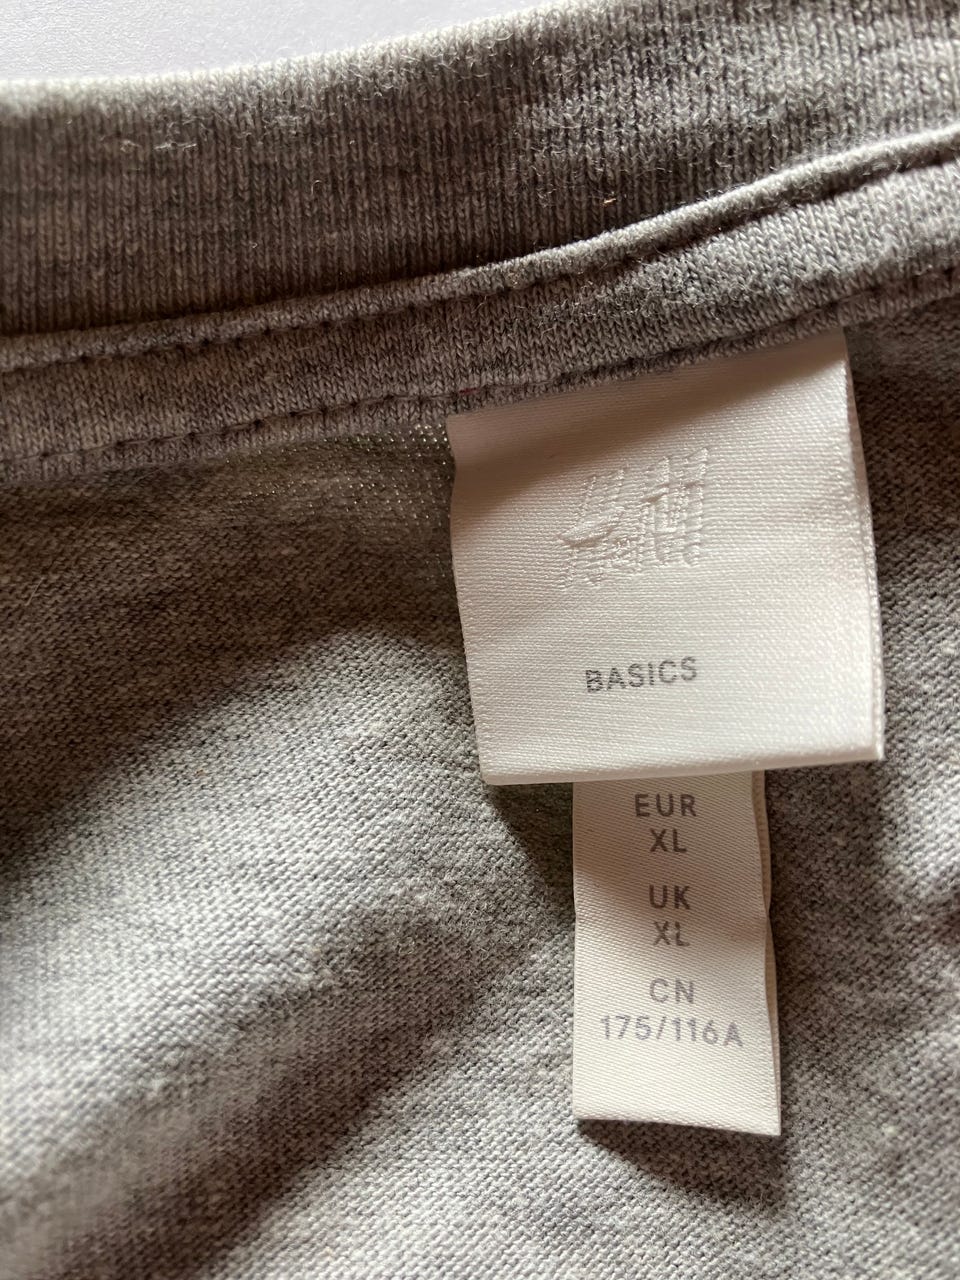 BASICS
EUR
XL
UK
XL
CN
175/116A